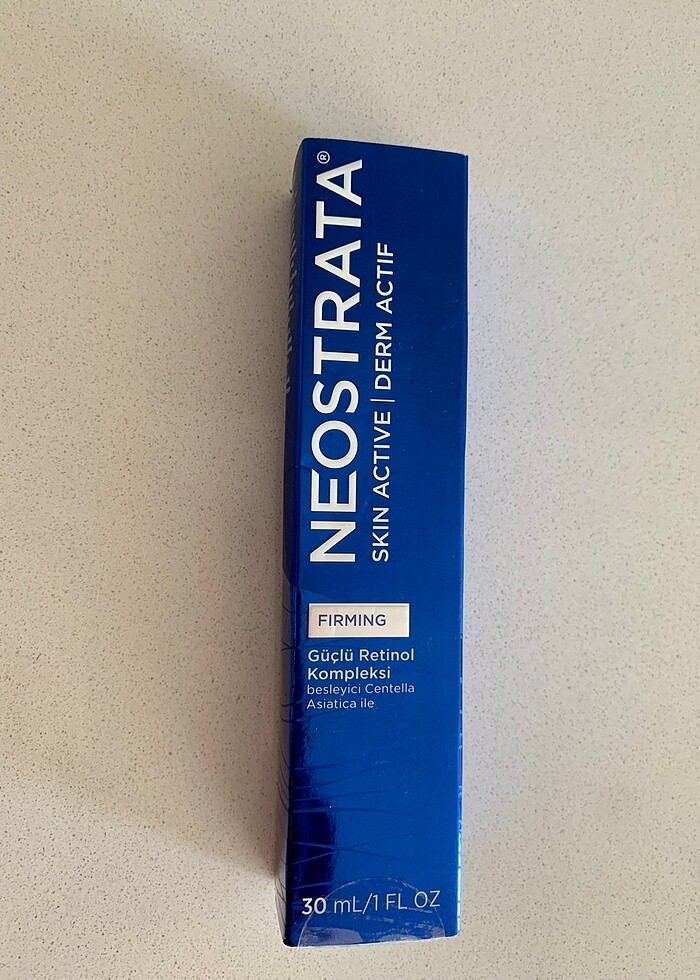 NEOSTRATA®
SKIN ACTIVE | DERM ACTIF
FIRMING
Güçlü Retinol
Kompleksi
besleyici Centella
Asiatica ile
30 mL/1 FL OZ